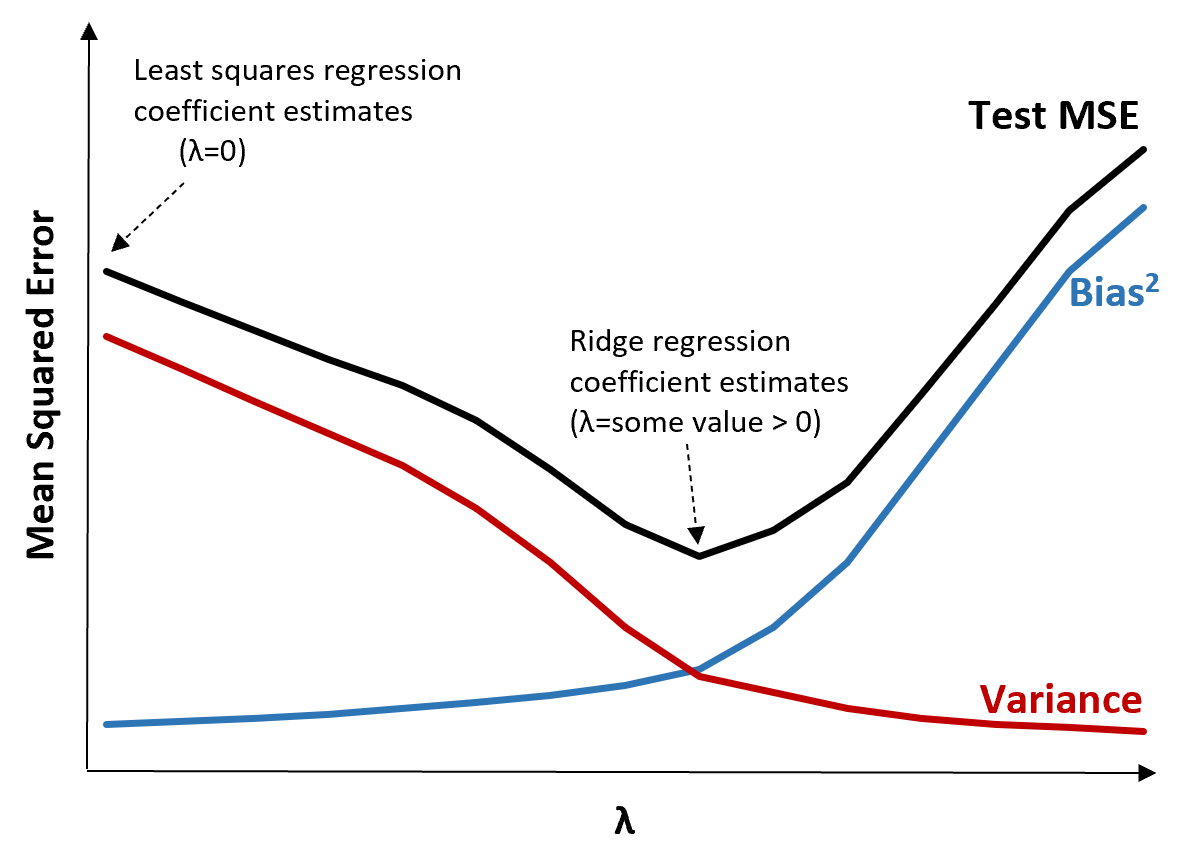 Least squares regression
coefficient estimates
(λ=0)
Test MSE
Bias²
Ridge regression
coefficient estimates
(λ=some value > 0)
Mean Squared Error
Variance
λ